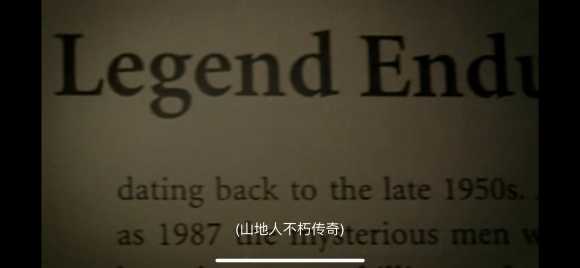 Legend Endu
dating back to the late 1950s.
as 1987 the mysterious men w
(山地人不朽传奇)